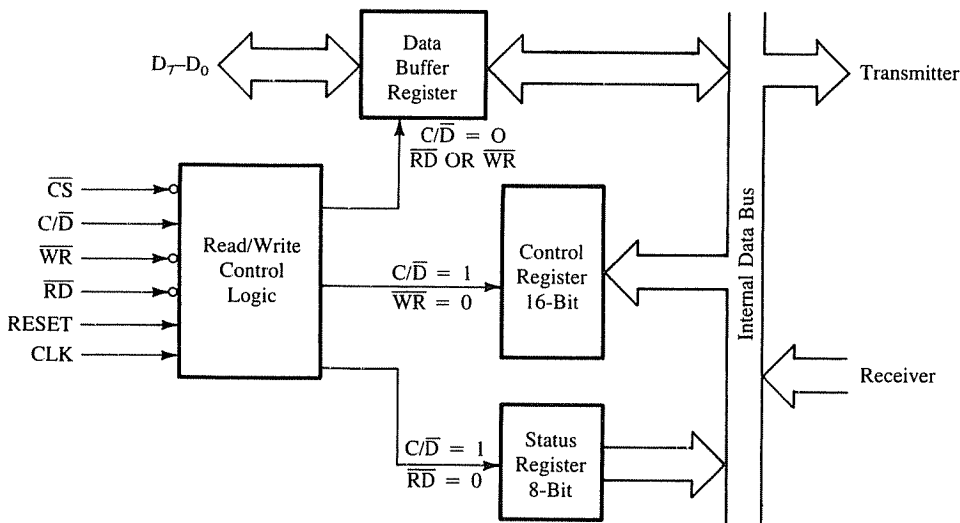 D₇–D₀
Data
Buffer
Register
Transmitter
C/D̅ = O
R̅D̅ OR W̅R̅
C̅S̅
C/D̅
W̅R̅
R̅D̅
RESET
CLK
Read/Write
Control
Logic
C/D̅ = 1
W̅R̅ = 0
Control
Register
16-Bit
Internal Data Bus
Receiver
C/D̅ = 1
R̅D̅ = 0
Status
Register
8-Bit